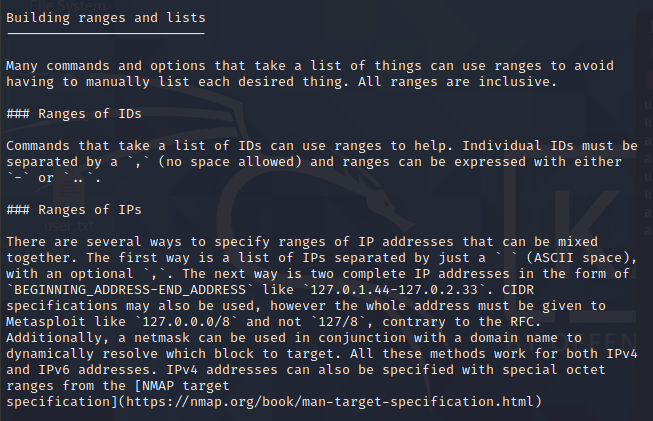 File System
Building ranges and lists
-------------------------
Many commands and options that take a list of things can use ranges to avoid
having to manually list each desired thing. All ranges are inclusive.
### Ranges of IDs
Commands that take a list of IDs can use ranges to help. Individual IDs must be
separated by a `,` (no space allowed) and ranges can be expressed with either
`-` or `..`.
### Ranges of IPs
user.txt
There are several ways to specify ranges of IP addresses that can be mixed
together. The first way is a list of IPs separated by just a ` ` (ASCII space),
with an optional `,`. The next way is two complete IP addresses in the form of
`BEGINNING_ADDRESS-END_ADDRESS` like `127.0.1.44-127.0.2.33`. CIDR
specifications may also be used, however the whole address must be given to
Metasploit like `127.0.0.0/8` and not `127/8`, contrary to the RFC.
Additionally, a netmask can be used in conjunction with a domain name to
dynamically resolve which block to target. All these methods work for both IPv4
and IPv6 addresses. IPv4 addresses can also be specified with special octet
ranges from the [NMAP target
specification](https://nmap.org/book/man-target-specification.html)